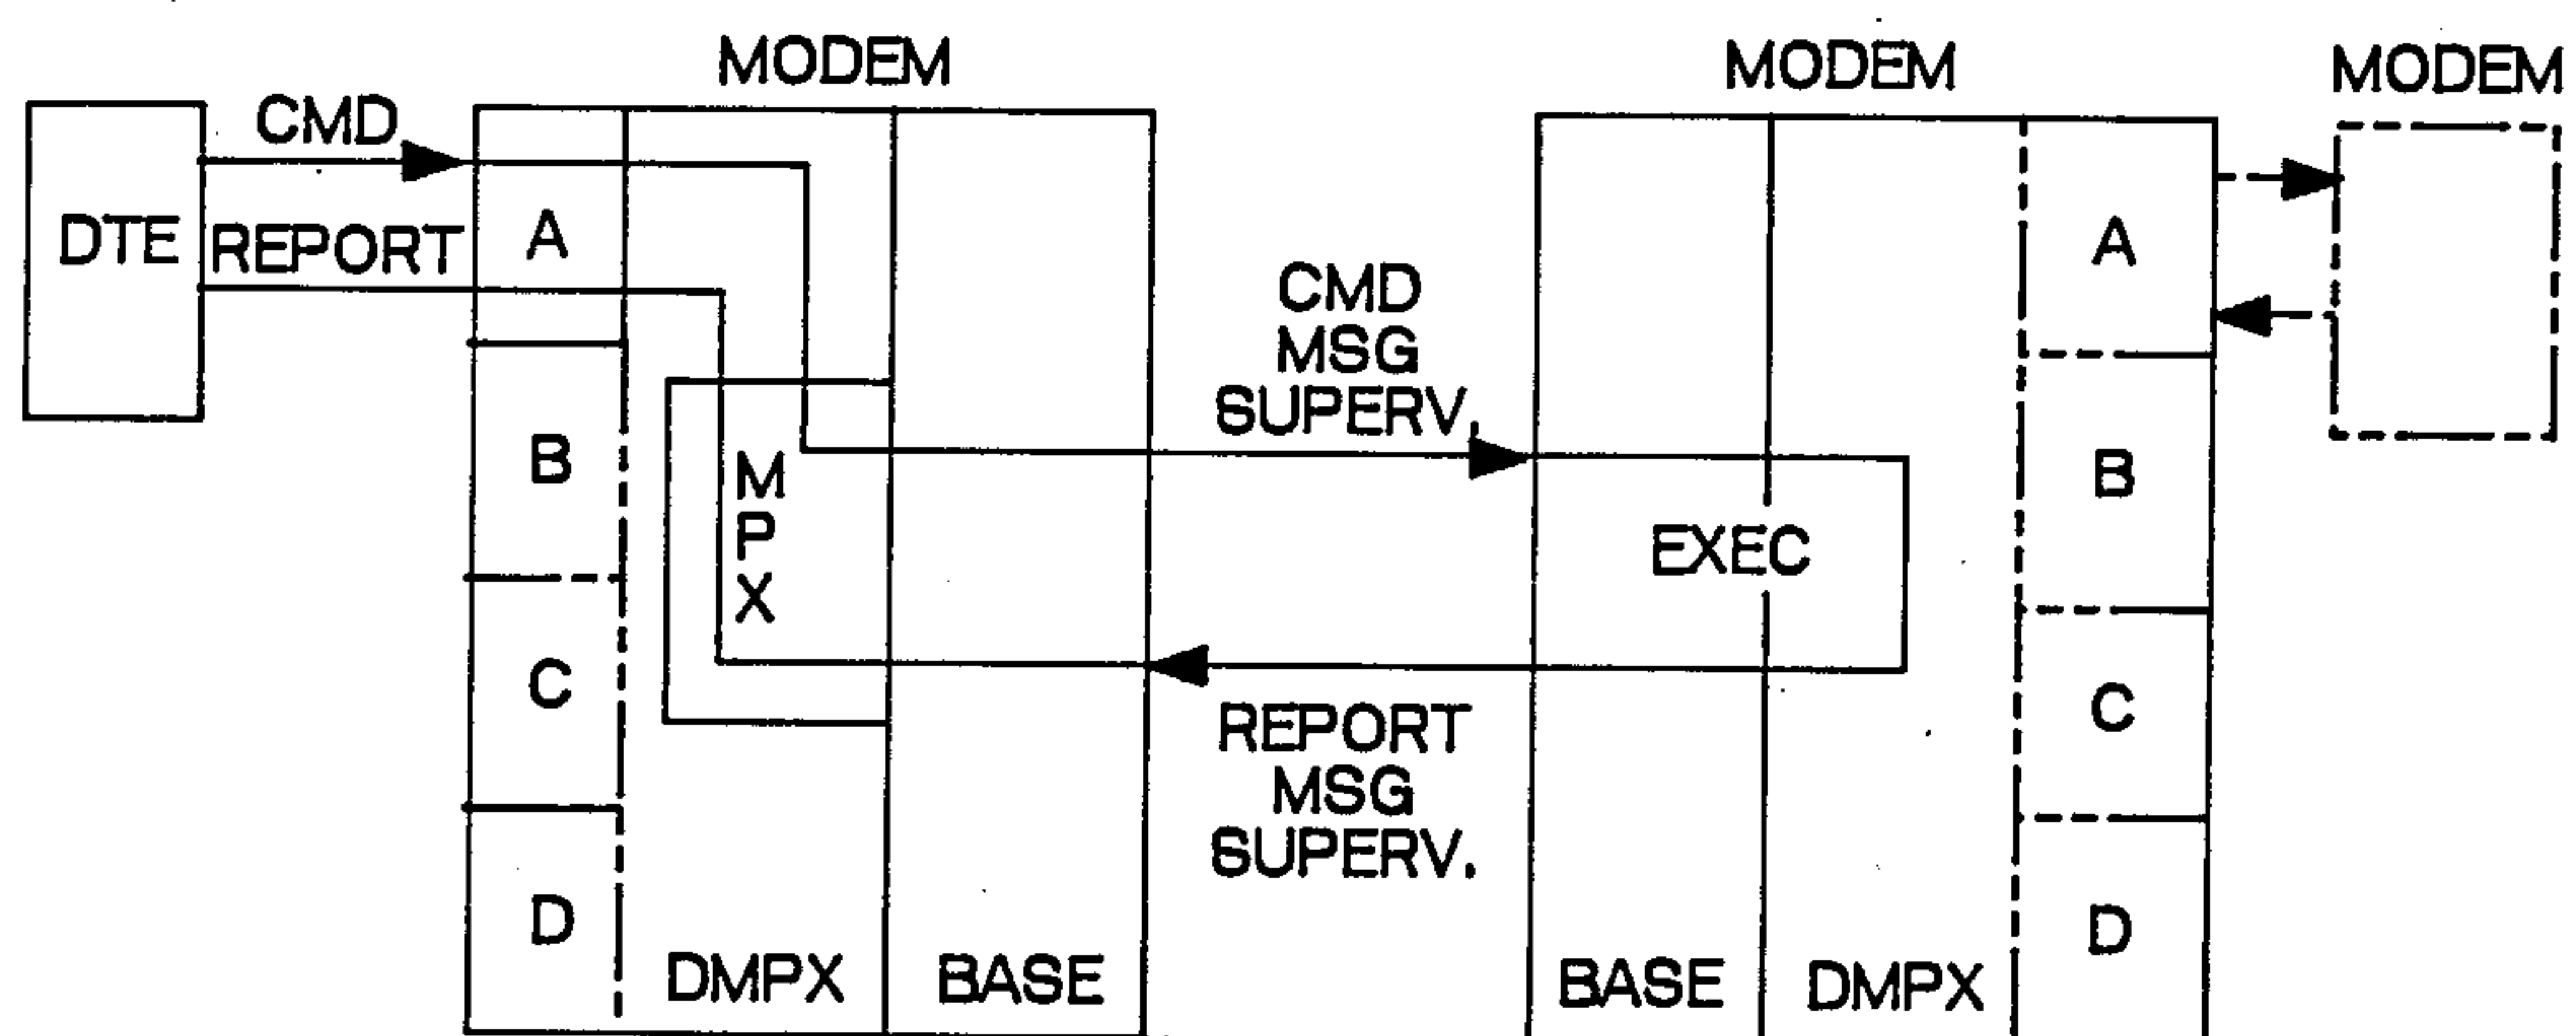 MODEM
MODEM
MODEM
CMD
DTE
REPORT
A
B
C
D
M
P
X
DMPX
BASE
CMD
MSG
SUPERV.
REPORT
MSG
SUPERV.
EXEC
BASE
DMPX
A
B
C
D